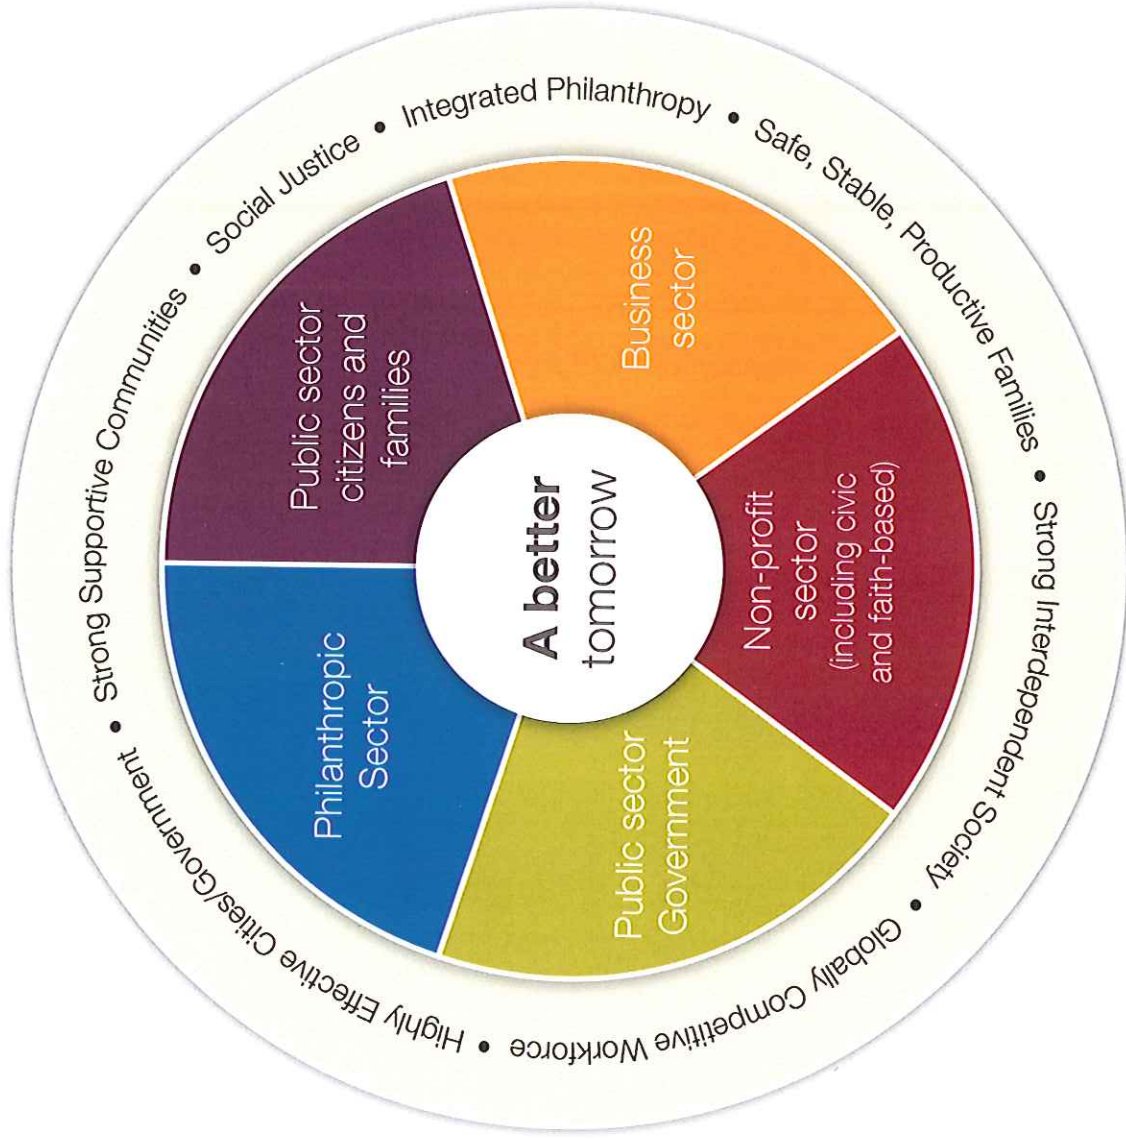 Strong Supportive Communities • Social Justice • Integrated Philanthropy • Safe, Stable, Productive Families • Strong Interdependent Society • Globally Competitive Workforce • Highly Effective Cities/Government •
Philanthropic
Sector
Public sector
citizens and
families
Business
sector
Non-profit
sector
(including civic
and faith-based)
Public sector
Government
A better
tomorrow